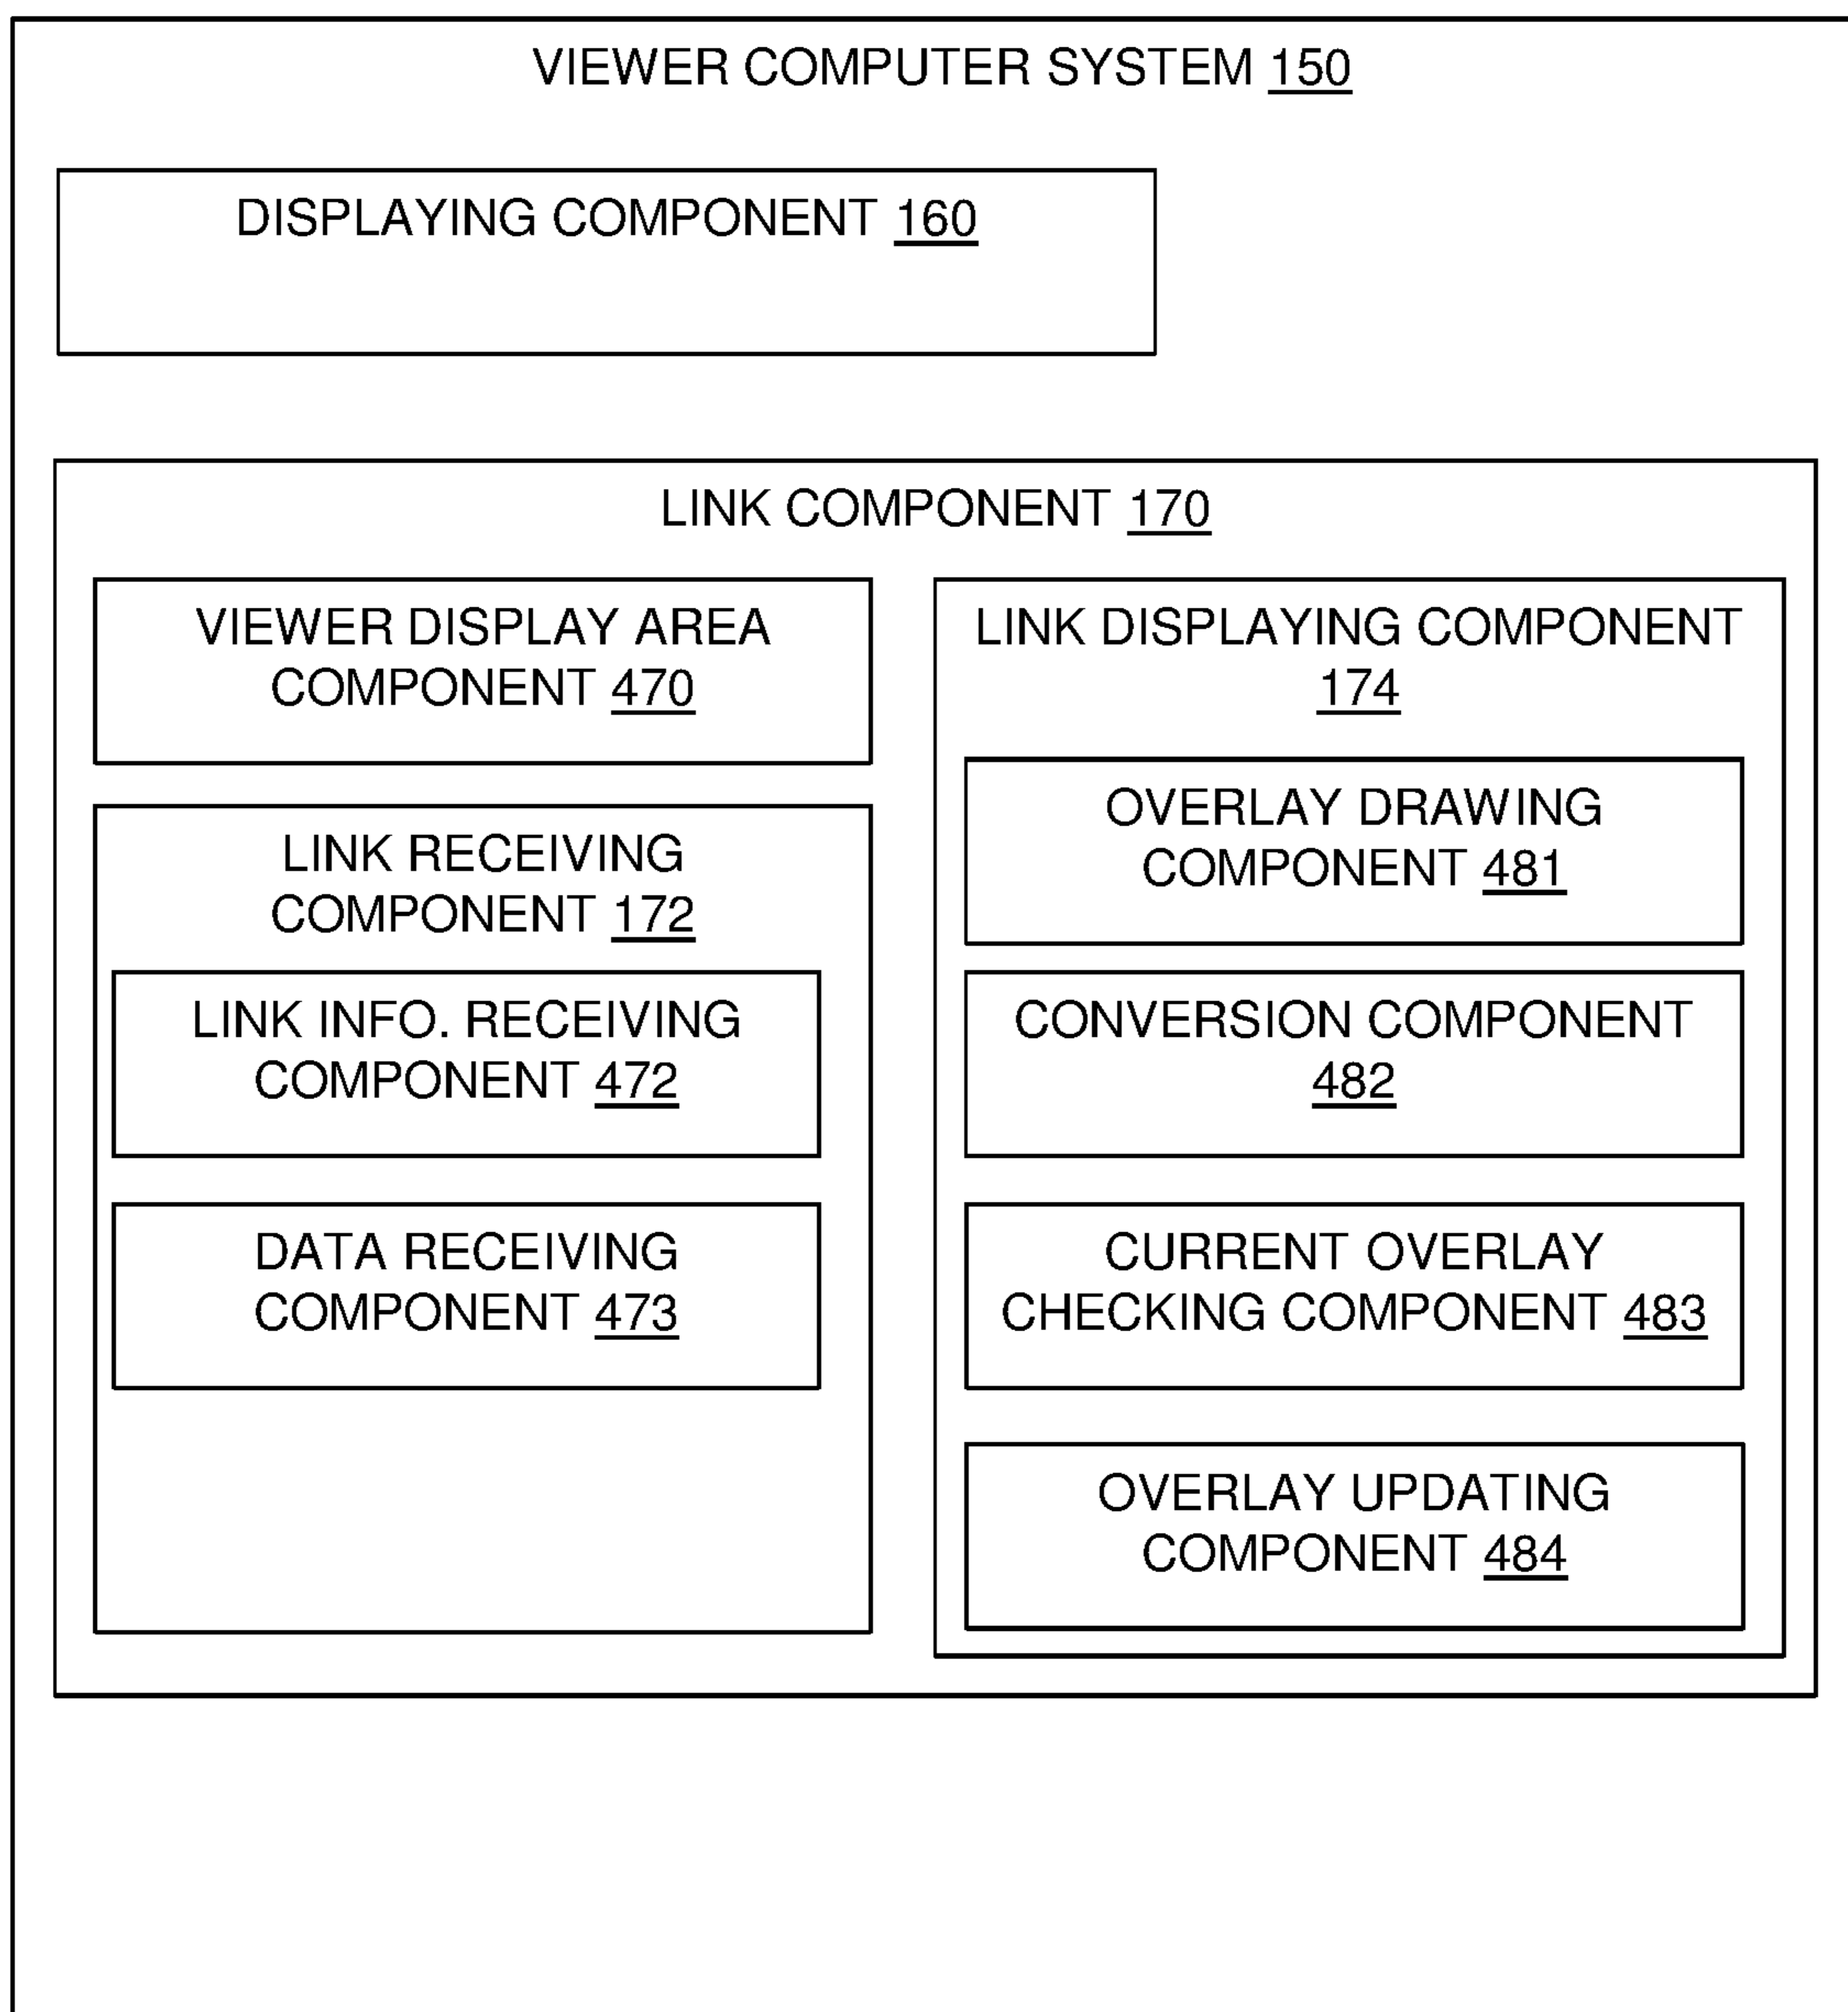 VIEWER COMPUTER SYSTEM 150
DISPLAYING COMPONENT 160
LINK COMPONENT 170
VIEWER DISPLAY AREA
COMPONENT 470
LINK RECEIVING
COMPONENT 172
LINK INFO. RECEIVING
COMPONENT 472
DATA RECEIVING
COMPONENT 473
LINK DISPLAYING COMPONENT
174
OVERLAY DRAWING
COMPONENT 481
CONVERSION COMPONENT
482
CURRENT OVERLAY
CHECKING COMPONENT 483
OVERLAY UPDATING
COMPONENT 484